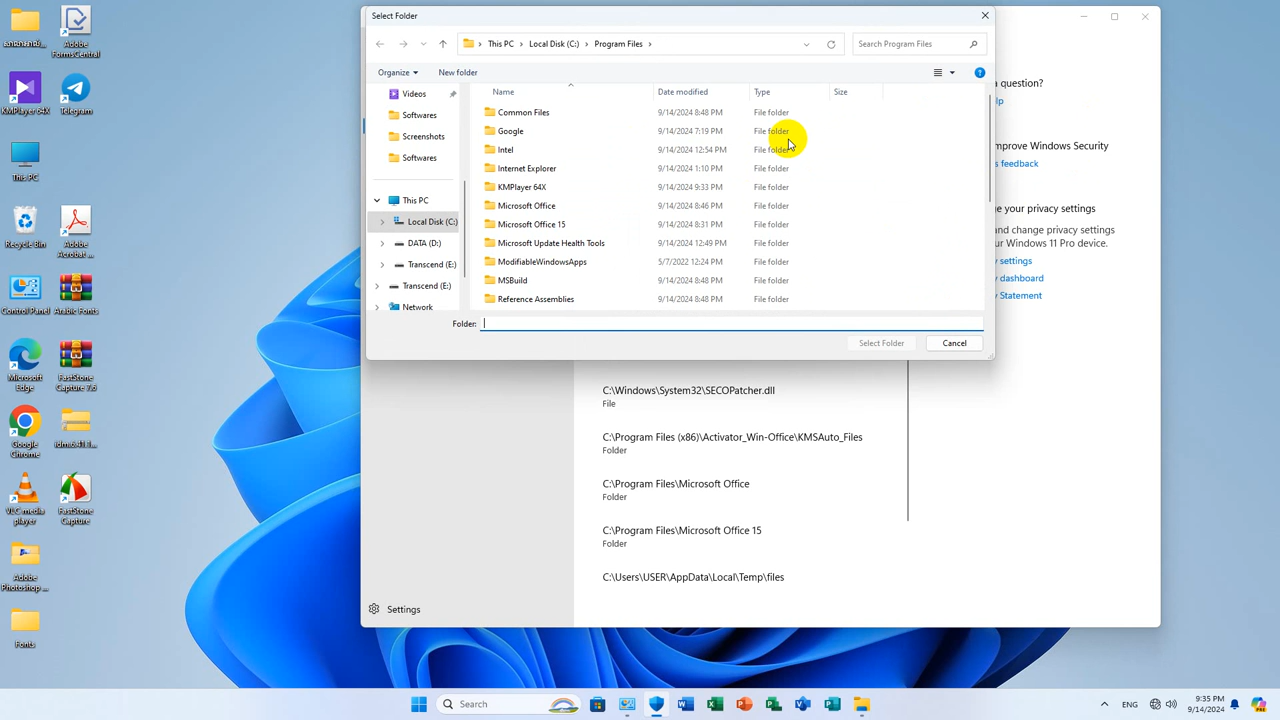 Select Folder
This PC
Local Disk (C:)
Program Files
Search Program Files
Organize
New folder
Name
Date modified
Type
Size
Videos
Softwares
Screenshots
Softwares
This PC
Local Disk (C:)
DATA (D:)
Transcend (E:)
Transcend (E:)
Network
Common Files 9/14/2024 8:48 PM File folder
Google 9/14/2024 7:19 PM File folder
Intel 9/14/2024 12:54 PM File folder
Internet Explorer 9/14/2024 1:10 PM File folder
KMPlayer 64X 9/14/2024 9:33 PM File folder
Microsoft Office 9/14/2024 8:46 PM File folder
Microsoft Office 15 9/14/2024 8:31 PM File folder
Microsoft Update Health Tools 9/14/2024 12:49 PM File folder
ModifiableWindowsApps 5/7/2022 12:24 PM File folder
MSBuild 9/14/2024 8:48 PM File folder
Reference Assemblies 9/14/2024 8:48 PM File folder
Folder:
Select Folder
Cancel
a question?
lp
mprove Windows Security
s feedback
ge your privacy settings
and change privacy settings
ur Windows 11 Pro device.
y settings
y dashboard
y Statement
C:\Windows\System32\SECOPatcher.dll
File
C:\Program Files (x86)\Activator_Win-Office\KMSAuto_Files
Folder
C:\Program Files\Microsoft Office
Folder
C:\Program Files\Microsoft Office 15
Folder
C:\Users\USER\AppData\Local\Temp\files
Settings
Adobe
FormsCentral
KMPlayer 64X
Telegram
This PC
Recycle Bin
Adobe
Acrobat ...
Control Panel
Arabic Fonts
Microsoft
Edge
FastStone
Capture 7.6
Google
Chrome
idm.6.41.1...
VLC media
player
FastStone
Capture
Adobe
Photoshop ...
Fonts
Search
ENG
9:35 PM
9/14/2024